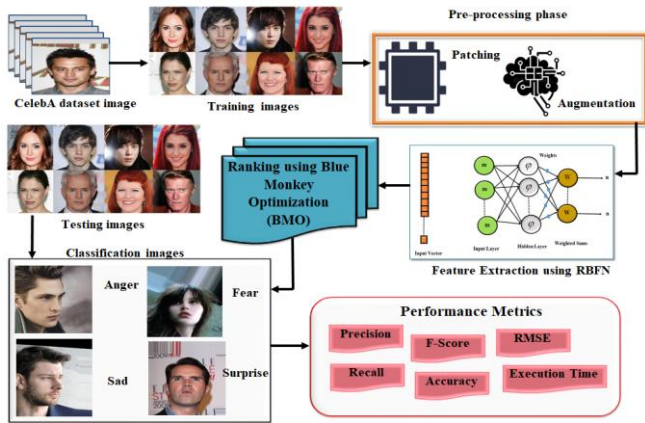 Pre-processing phase
Patching
Augmentation
CelebA dataset image
Training images
Ranking using Blue
Monkey
Optimization
(BMO)
Weights
Input Vector
Input Layer
Hidden Layer
Weighted Sums
Feature Extraction using RBFN
Testing images
Classification images
Anger
Fear
Sad
Surprise
Performance Metrics
Precision
F-Score
RMSE
Recall
Accuracy
Execution Time